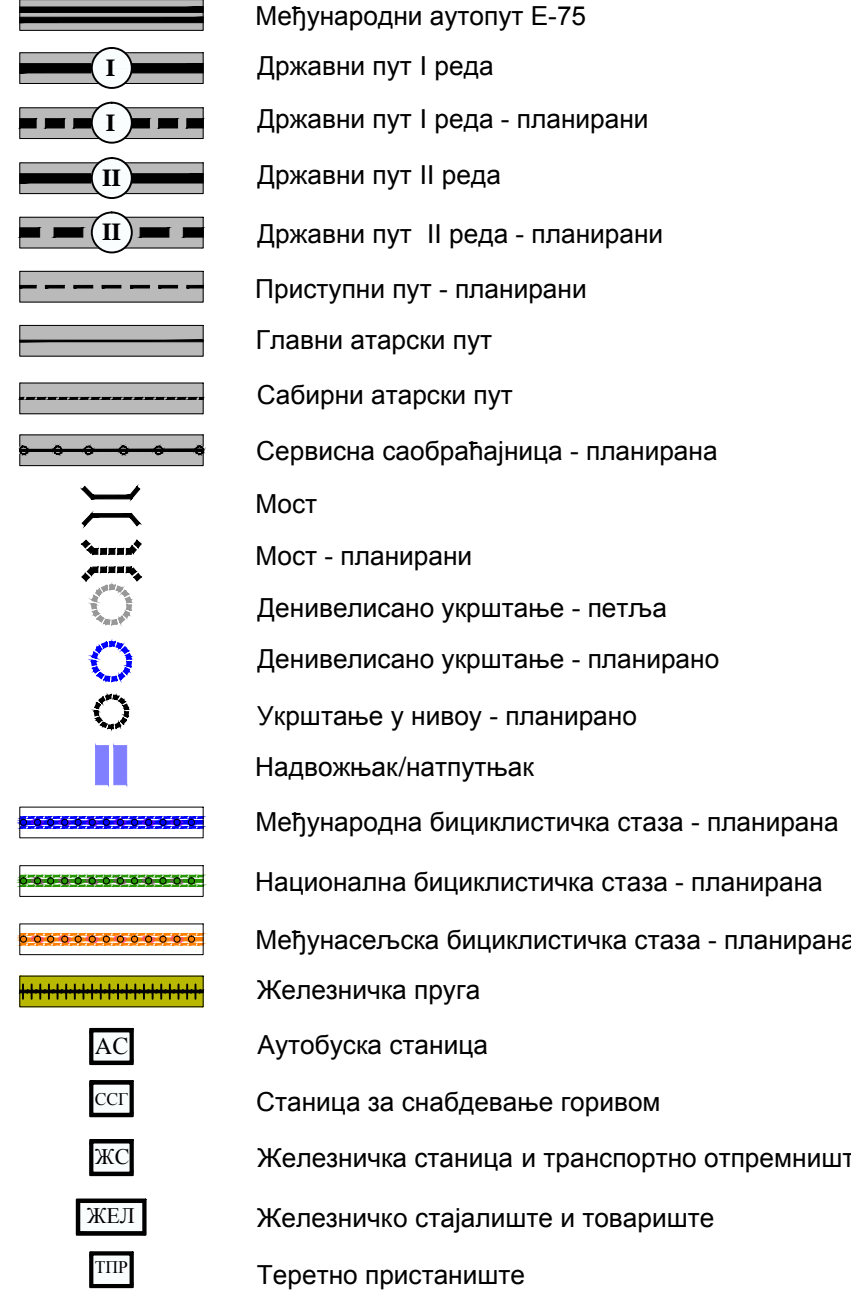 Међународни аутопут Е-75
I Државни пут I реда
I Државни пут I реда - планирани
II Државни пут II реда
II Државни пут II реда - планирани
Приступни пут - планирани
Главни атарски пут
Сабирни атарски пут
Сервисна саобраћајница - планирана
Мост
Мост - планирани
Денивелисано укрштање - петља
Денивелисано укрштање - планирано
Укрштање у нивоу - планирано
Надвожњак/натпутњак
Међународна бициклистичка стаза - планирана
Национална бициклистичка стаза - планирана
Међунасељска бициклистичка стаза - планирана
Железничка пруга
АС Аутобуска станица
ССГ Станица за снабдевање горивом
ЖС Железничка станица и транспортно отпремништ
ЖЕЛ Железничко стајалиште и товариште
ТПР Теретно пристаниште